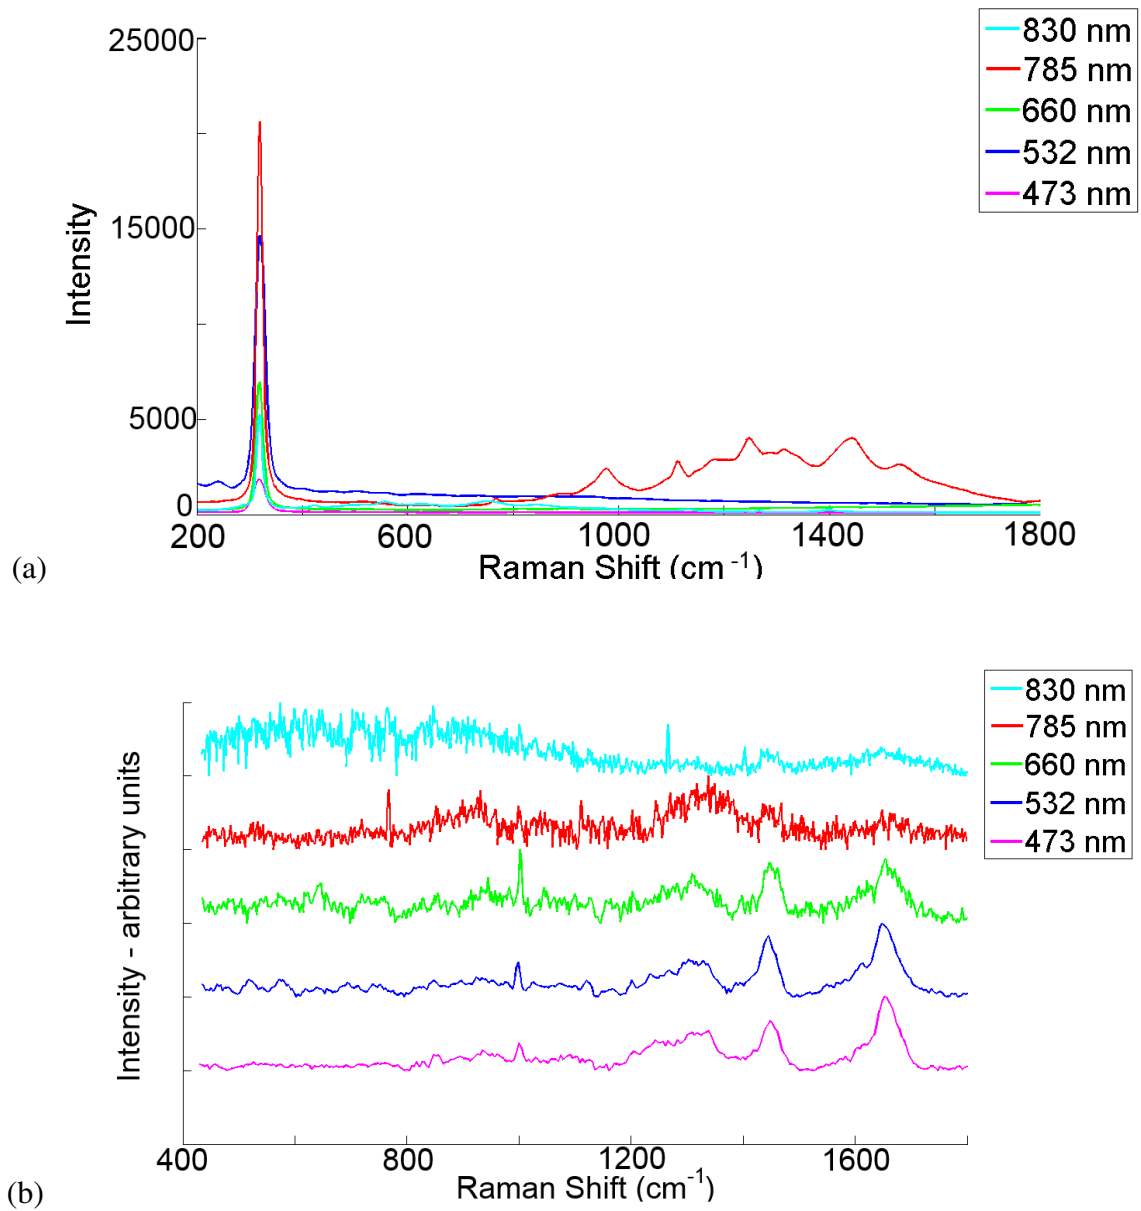 830 nm
785 nm
660 nm
532 nm
473 nm
25000
15000
5000
0
Intensity
200 600 1000 1400 1800
Raman Shift (cm -1)
(a)
830 nm
785 nm
660 nm
532 nm
473 nm
Intensity - arbitrary units
400 800 1200 1600
Raman Shift (cm-1)
(b)